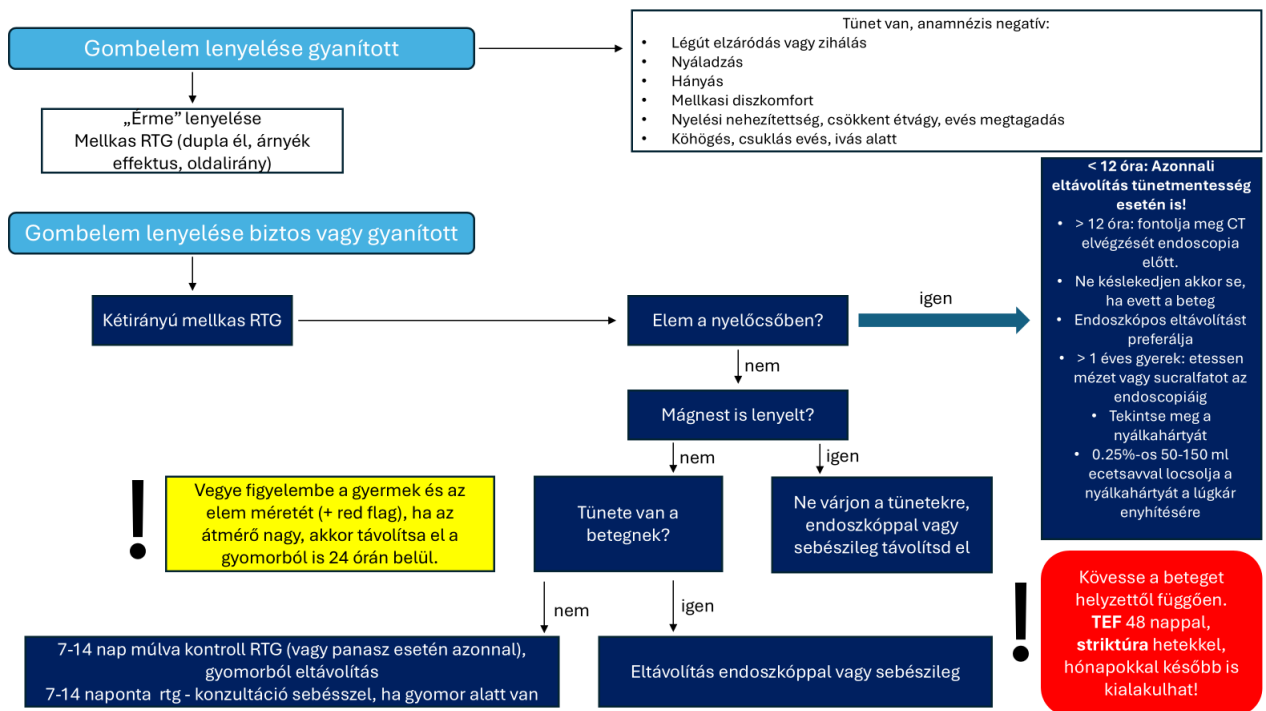 Gombelem lenyelése gyanított
Tünet van, anamnézis negatív:
• Légút elzáródás vagy zihálás
• Nyáladzás
• Hányás
• Mellkasi diszkomfort
• Nyelési nehezítettség, csökkent étvágy, evés megtagadás
• Köhögés, csuklás evés, ivás alatt
„Érme” lenyelése
Mellkas RTG (dupla él, árnyék
effektus, oldalirány)
Gombelem lenyelése biztos vagy gyanított
Kétirányú mellkas RTG
Elem a nyelőcsőben?
igen
< 12 óra: Azonnali
eltávolítás tünetmentesség
esetén is!
• > 12 óra: fontolja meg CT
elvégzését endoscopia
előtt.
• Ne késlekedjen akkor se,
ha evett a beteg
• Endoszkópos eltávolítást
preferálja
• > 1 éves gyerek: etessen
mézet vagy sucralfatot az
endoscopiáig
• Tekintse meg a
nyálkahártyát
• 0.25%-os 50-150 ml
ecetsavval locsolja a
nyálkahártyát a lúgkár
enyhítésére
nem
Mágnest is lenyelt?
nem
igen
! Vegye figyelembe a gyermek és az
elem méretét (+ red flag), ha az
átmérő nagy, akkor távolítsa el a
gyomorból is 24 órán belül.
Tünete van a
betegnek?
Ne várjon a tünetekre,
endoszkóppal vagy
sebészileg távolítsd el
nem
igen
7-14 nap múlva kontroll RTG (vagy panasz esetén azonnal),
gyomorból eltávolítás
7-14 naponta rtg - konzultáció sebésszel, ha gyomor alatt van
Eltávolítás endoszkóppal vagy sebészileg
! Kövesse a beteget
helyzettől függően.
TEF 48 nappal,
striktúra hetekkel,
hónapokkal később is
kialakulhat!